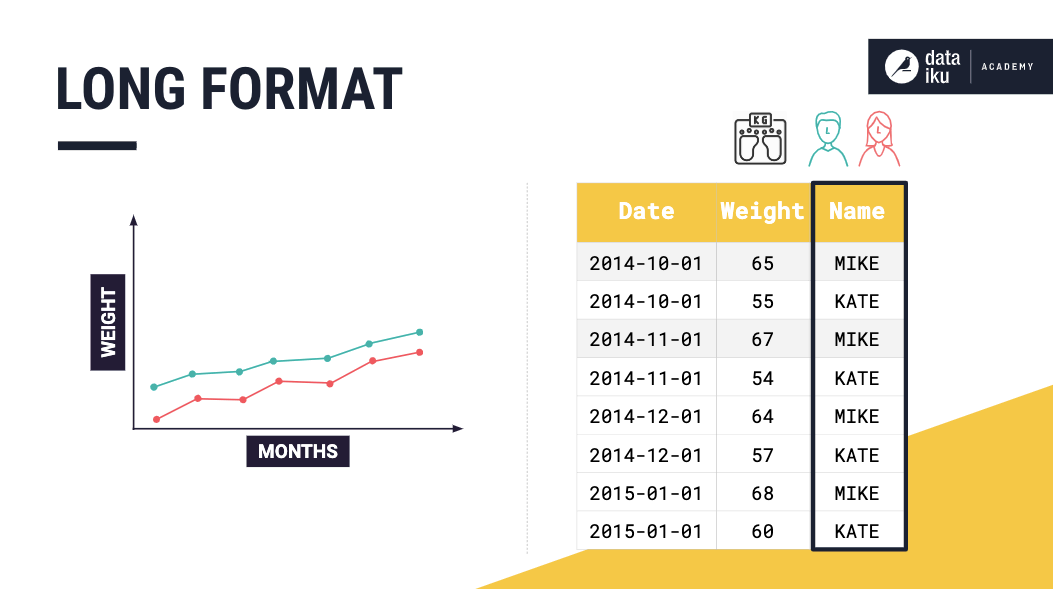 LONG FORMAT
data
iku
ACADEMY
KG
L
L
WEIGHT
MONTHS
Date Weight Name
2014-10-01 65 MIKE
2014-10-01 55 KATE
2014-11-01 67 MIKE
2014-11-01 54 KATE
2014-12-01 64 MIKE
2014-12-01 57 KATE
2015-01-01 68 MIKE
2015-01-01 60 KATE